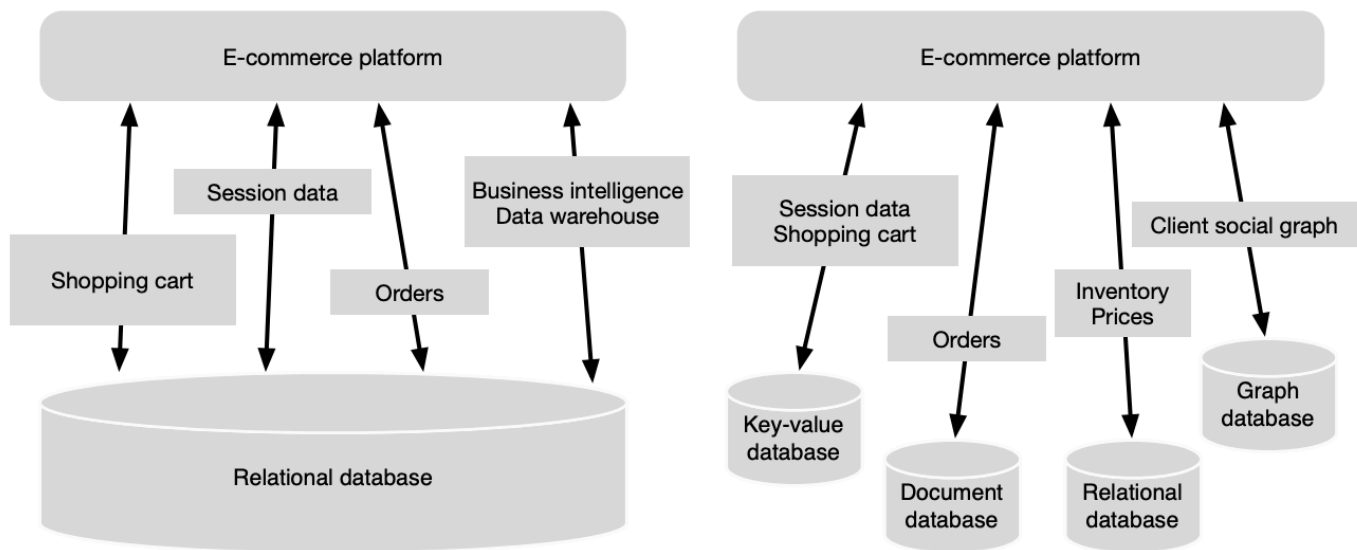 E-commerce platform
Shopping cart
Session data
Orders
Business intelligence
Data warehouse
Relational database
E-commerce platform
Session data
Shopping cart
Orders
Inventory
Prices
Client social graph
Key-value
database
Document
database
Relational
database
Graph
database